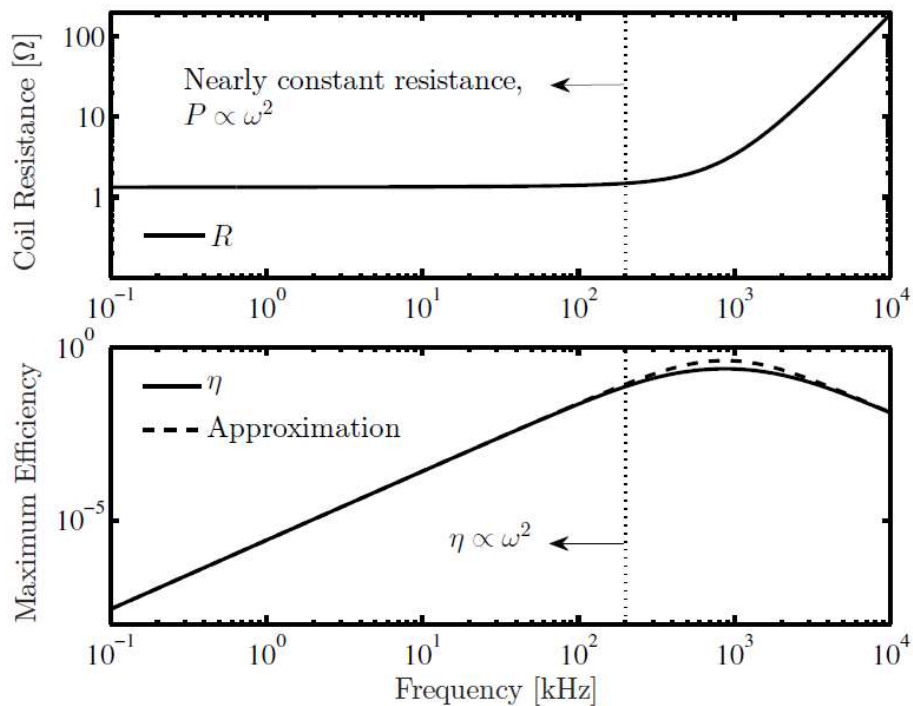 Coil Resistance [Ω]
100
10
1
Nearly constant resistance,
P ∝ ω²
R
10⁻¹ 10⁰ 10¹ 10² 10³ 10⁴
Maximum Efficiency
10⁰
10⁻⁵
η
Approximation
η ∝ ω²
10⁻¹ 10⁰ 10¹ 10² 10³ 10⁴
Frequency [kHz]